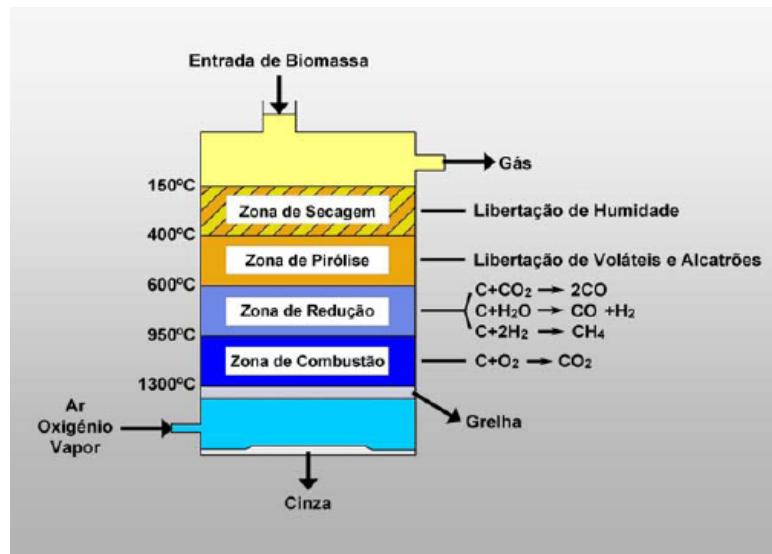 Entrada de Biomassa
Gás
150ºC
Zona de Secagem
Libertação de Humidade
400ºC
Zona de Pirólise
Libertação de Voláteis e Alcatrões
600ºC
Zona de Redução
C+CO₂ → 2CO
C+H₂O → CO +H₂
C+2H₂ → CH₄
950ºC
Zona de Combustão
C+O₂ → CO₂
1300ºC
Ar
Oxigénio
Vapor
Grelha
Cinza